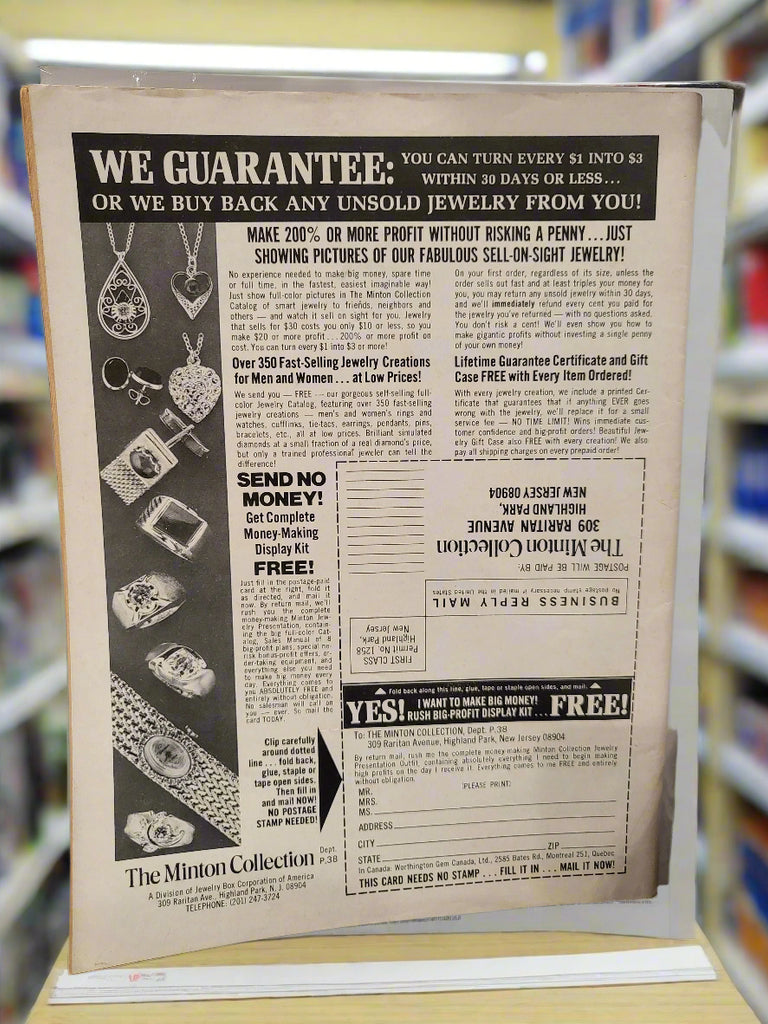 WE GUARANTEE: YOU CAN TURN EVERY $1 INTO $3
WITHIN 30 DAYS OR LESS...
OR WE BUY BACK ANY UNSOLD JEWELRY FROM YOU!
MAKE 200% OR MORE PROFIT WITHOUT RISKING A PENNY...JUST
SHOWING PICTURES OF OUR FABULOUS SELL-ON-SIGHT JEWELRY!
No experience needed to make big money, spare time
or full time, in the fastest, easiest imaginable way!
Just show full-color pictures in The Minton Collection
Catalog of smart jewelry to friends, neighbors and
others — and watch it sell on sight for you. Jewelry
that sells for $30 costs you only $10 or less, so you
make $20 or more profit...200% or more profit on
cost. You can turn every $1 into $3 or more!
Over 350 Fast-Selling Jewelry Creations
for Men and Women...at Low Prices!
We send you — FREE — our gorgeous self-selling full-
color Jewelry Catalog, featuring over 350 fast-selling
jewelry creations — men's and women's rings and
watches, cufflinks, tie-tacs, earrings, pendants, pins,
bracelets, etc., all at low prices. Brilliant simulated
diamonds at a small fraction of a real diamond's price,
but only a trained professional jeweler can tell the
difference!
On your first order, regardless of its size, unless the
order sells out fast and at least triples your money for
you, you may return any unsold jewelry within 30 days,
and we'll immediately refund every cent you paid for
the jewelry you've returned — with no questions asked.
You don't risk a cent! We'll even show you how to
make gigantic profits without investing a single penny
of your own money!
Lifetime Guarantee Certificate and Gift
Case FREE with Every Item Ordered!
With every jewelry creation, we include a printed Cer-
tificate that guarantees that if anything EVER goes
wrong with the jewelry, we'll replace it for a small
service fee — NO TIME LIMIT! Wins immediate cus-
tomer confidence and big-profit orders! Beautiful Jew-
elry Gift Case also FREE with every creation! We also
pay all shipping charges on every prepaid order!
SEND NO
MONEY!
Get Complete
Money-Making
Display Kit
FREE!
Just fill in the postage-paid
card at the right, fold it
as directed, and mail it
now. By return mail, we'll
rush you the complete
money-making Minton Jew-
elry Presentation, contain-
ing the big full-color Cat-
alog, Sales Manual of 8
big-profit plans, special no-
risk bonus-profit offers, or-
der-taking equipment, and
everything else you need
to make big money every
day. Everything comes to
you ABSOLUTELY FREE and
entirely without obligation.
No salesman will call on
you — ever. So mail the
card TODAY.
Clip carefully
around dotted
line...fold back,
glue, staple or
tape open sides.
Then fill in
and mail NOW!
NO POSTAGE
STAMP NEEDED!
FIRST CLASS
Permit No. 1258
Highland Park,
New Jersey
BUSINESS REPLY MAIL
No postage stamp necessary if mailed in the United States
POSTAGE WILL BE PAID BY:
The Minton Collection
309 RARITAN AVENUE
HIGHLAND PARK,
NEW JERSEY 08904
Fold back along this line, glue, tape or staple open sides, and mail.
YES! I WANT TO MAKE BIG MONEY!
RUSH BIG-PROFIT DISPLAY KIT... FREE!
To: THE MINTON COLLECTION, Dept. P.38
309 Raritan Avenue, Highland Park, New Jersey 08904
By return mail, rush me the complete money-making Minton Collection Jewelry
Presentation Outfit, containing absolutely everything I need to begin making
high profits on the day I receive it. Everything comes to me FREE and entirely
without obligation.
PLEASE PRINT:
MR.
MRS.
MS.
ADDRESS
CITY
STATE ZIP
In Canada: Worthington Gem Canada, Ltd., 2585 Bates Rd., Montreal 251, Quebec
THIS CARD NEEDS NO STAMP...FILL IT IN...MAIL IT NOW!
The Minton Collection Dept.
P.38
A Division of Jewelry Box Corporation of America
309 Raritan Ave., Highland Park, N. J. 08904
TELEPHONE: (201) 247-3724